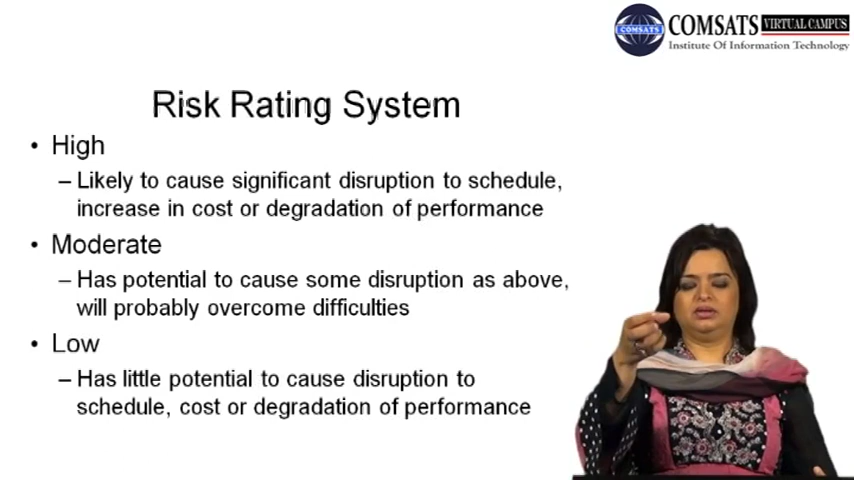 COMSATS VIRTUAL CAMPUS
COMSATS
Institute Of Information Technology
Risk Rating System
• High
– Likely to cause significant disruption to schedule,
increase in cost or degradation of performance
• Moderate
– Has potential to cause some disruption as above,
will probably overcome difficulties
• Low
– Has little potential to cause disruption to
schedule, cost or degradation of performance